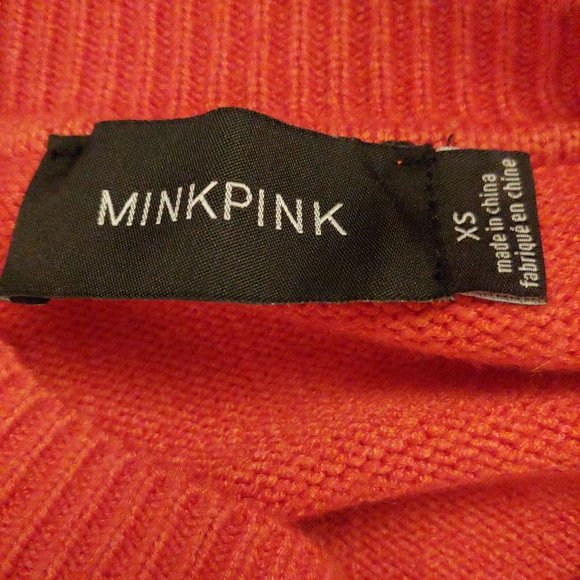 MINKPINK
XS
made in china
fabriqué en chine